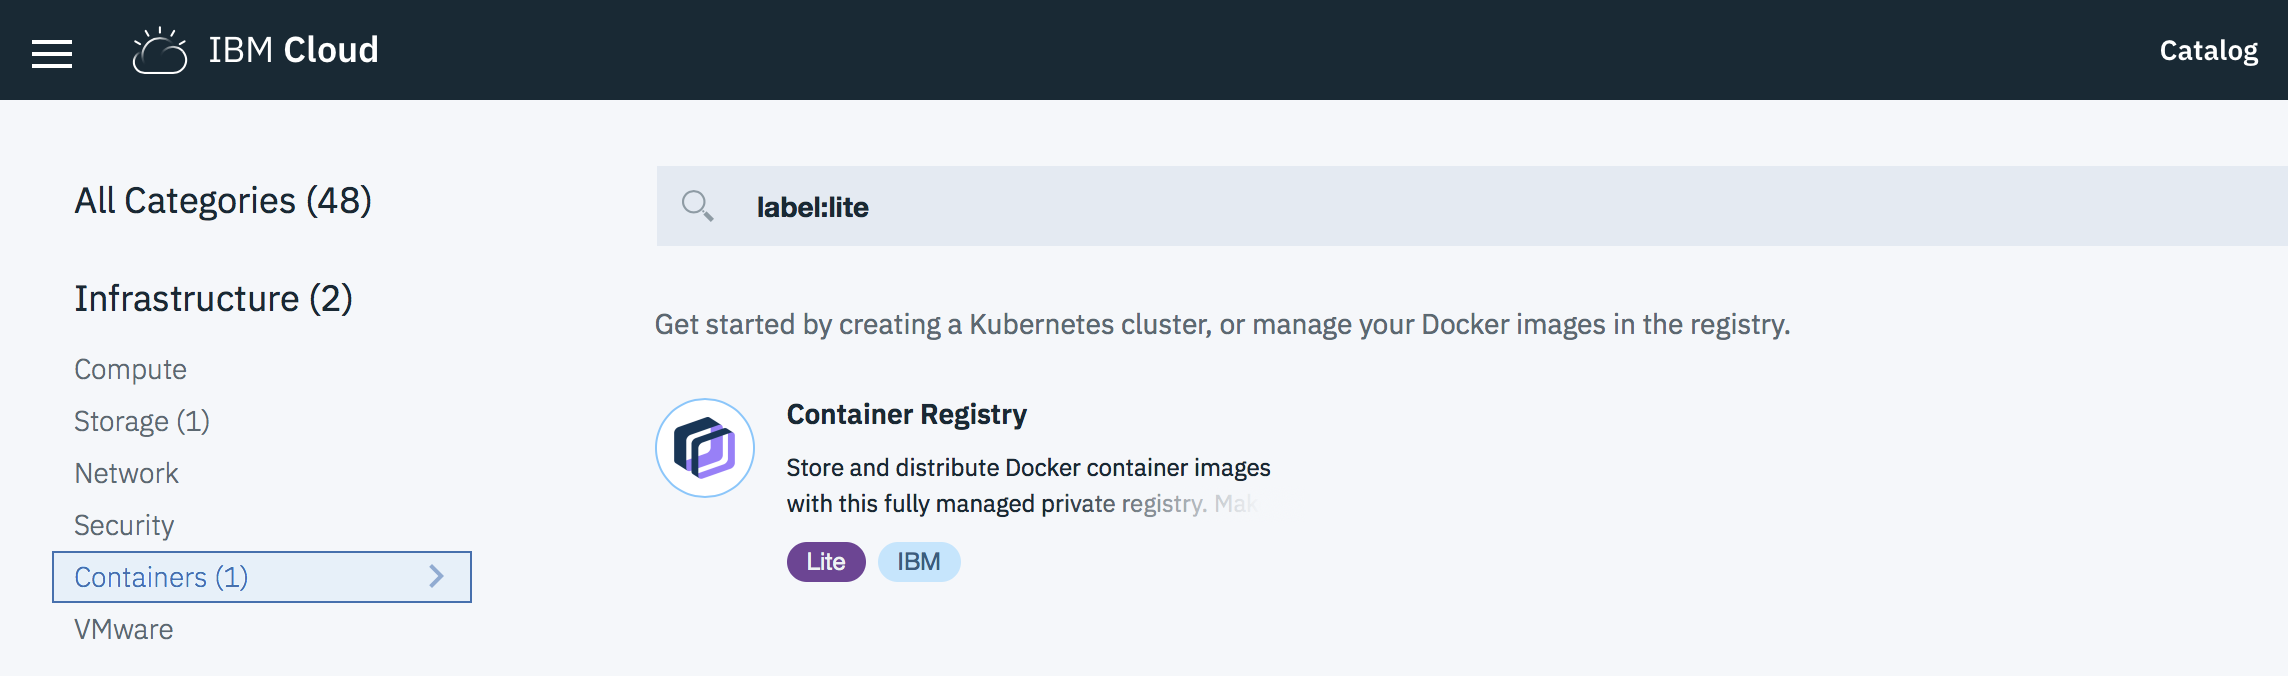 IBM Cloud
Catalog
All Categories (48)
Infrastructure (2)
Compute
Storage (1)
Network
Security
Containers (1)
VMware
label:lite
Get started by creating a Kubernetes cluster, or manage your Docker images in the registry.
Container Registry
Store and distribute Docker container images
with this fully managed private registry. Mak
Lite
IBM